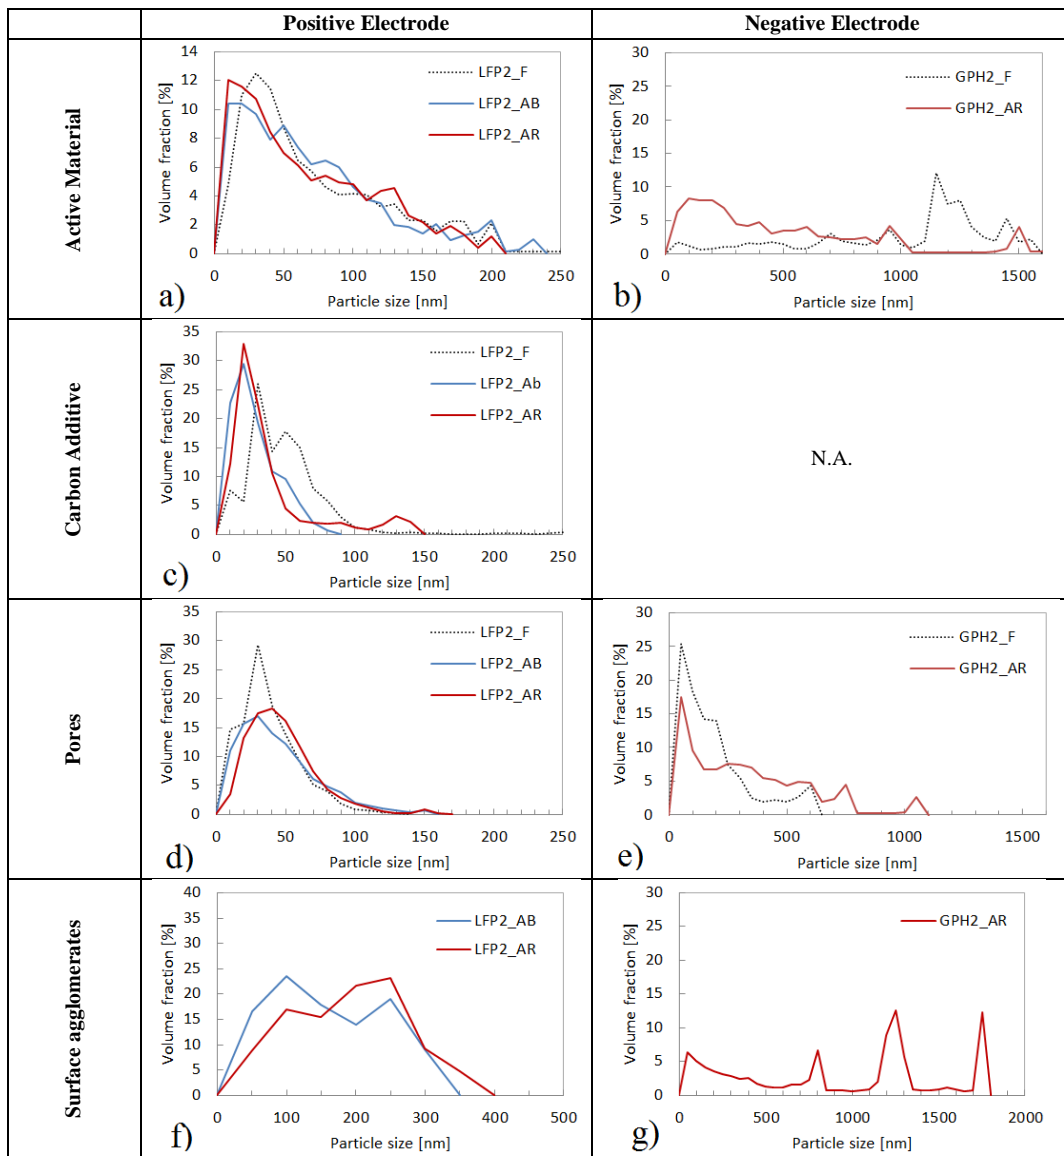 Positive Electrode
Negative Electrode
Active Material
Volume fraction [%]
14
12
10
8
6
4
2
0
LFP2_F
LFP2_AB
LFP2_AR
0 50 100 150 200 250
Particle size [nm]
a)
Volume fraction [%]
30
25
20
15
10
5
0
GPH2_F
GPH2_AR
0 500 1000 1500
Particle size [nm]
b)
Carbon Additive
Volume fraction [%]
35
30
25
20
15
10
5
0
LFP2_F
LFP2_Ab
LFP2_AR
0 50 100 150 200 250
Particle size [nm]
c)
N.A.
Pores
Volume fraction [%]
35
30
25
20
15
10
5
0
LFP2_F
LFP2_AB
LFP2_AR
0 50 100 150 200 250
Particle size [nm]
d)
Volume fraction [%]
30
25
20
15
10
5
0
GPH2_F
GPH2_AR
0 500 1000 1500
Particle size [nm]
e)
Surface agglomerates
Volume fraction [%]
40
35
30
25
20
15
10
5
0
LFP2_AB
LFP2_AR
0 100 200 300 400 500
Particle size [nm]
f)
Volume fraction [%]
30
25
20
15
10
5
0
GPH2_AR
0 500 1000 1500 2000
Particle size [nm]
g)